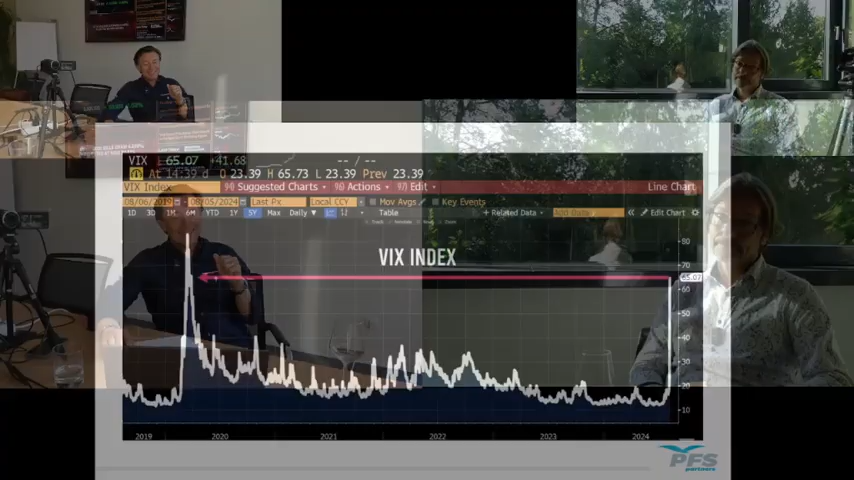 VIX 65.07 +41.68 -- / --
At 14:39 d O 23.39 H 65.73 L 23.39 Prev 23.39
VIX Index Suggested Charts Actions Edit Line Chart
08/06/2019 08/05/2024 Last Px Local CCY Mov Avgs Key Events
1D 3D 1M 6M YTD 1Y 5Y Max Daily ▼ Table + Related Data Add Data « Edit Chart
VIX INDEX
80
70
65.07
60
50
40
30
20
10
2019 2020 2021 2022 2023 2024
PFS
partners